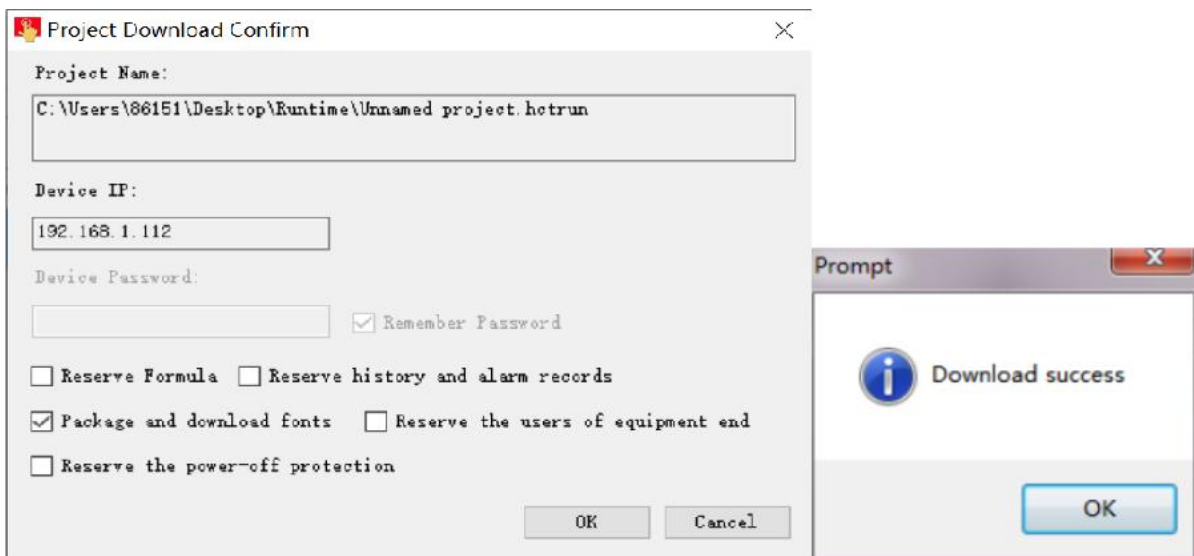 Project Download Confirm
Project Name:
C:\Users\86151\Desktop\Runtime\Unnamed project.hctrun
Device IP:
192.168.1.112
Device Password:
Remember Password
Reserve Formula Reserve history and alarm records
Package and download fonts Reserve the users of equipment end
Reserve the power-off protection
OK Cancel
Prompt
Download success
OK